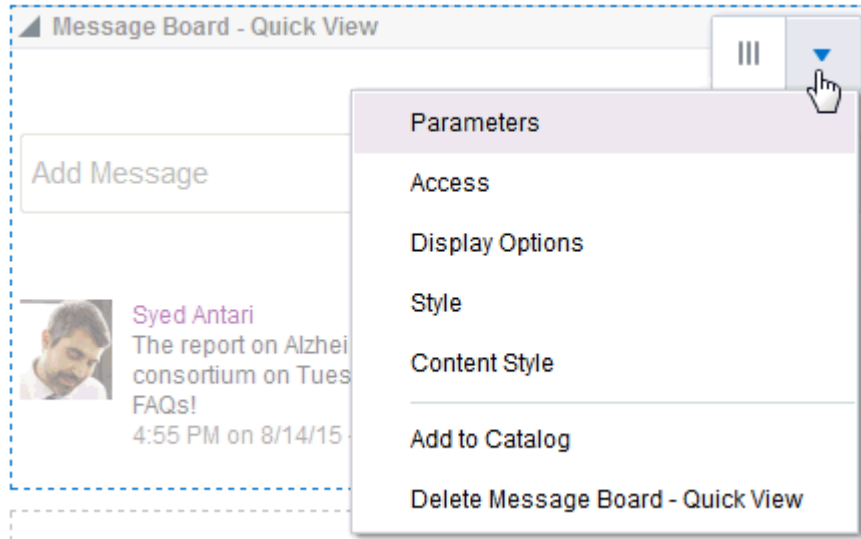 Message Board - Quick View
Add Message
Syed Antari
The report on Alzhei
consortium on Tues
FAQs!
4:55 PM on 8/14/15 -
Parameters
Access
Display Options
Style
Content Style
Add to Catalog
Delete Message Board - Quick View